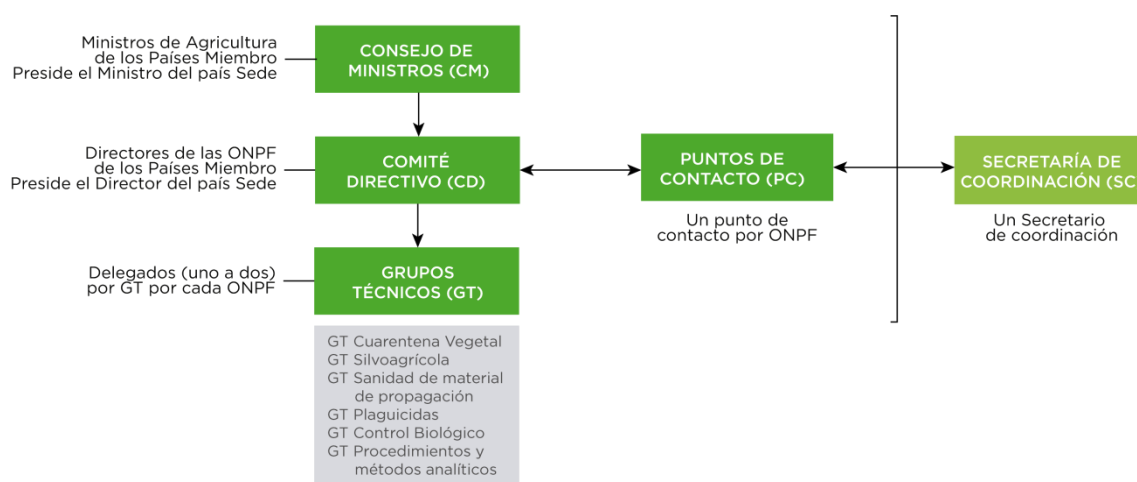 Ministros de Agricultura
de los Países Miembro
Preside el Ministro del país Sede
CONSEJO DE
MINISTROS (CM)
Directores de las ONPF
de los Países Miembro
Preside el Director del país Sede
COMITÉ
DIRECTIVO (CD)
PUNTOS DE
CONTACTO (PC)
Un punto de
contacto por ONPF
SECRETARÍA DE
COORDINACIÓN (SC
Un Secretario
de coordinación
Delegados (uno a dos)
por GT por cada ONPF
GRUPOS
TÉCNICOS (GT)
GT Cuarentena Vegetal
GT Silvoagrícola
GT Sanidad de material
de propagación
GT Plaguicidas
GT Control Biológico
GT Procedimientos y
métodos analíticos